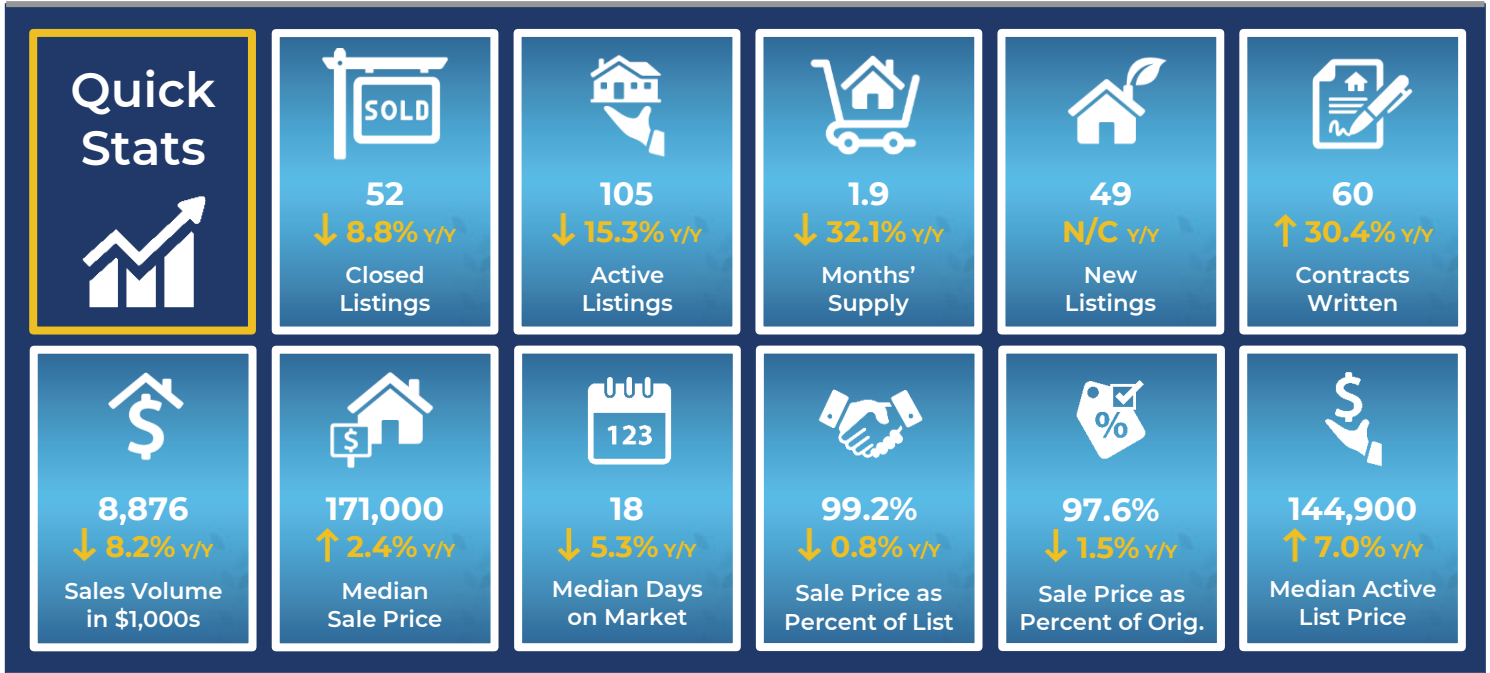 Quick
Stats
SOLD
52
↓ 8.8% Y/Y
Closed
Listings
105
↓ 15.3% Y/Y
Active
Listings
1.9
↓ 32.1% Y/Y
Months’
Supply
49
N/C Y/Y
New
Listings
60
↑ 30.4% Y/Y
Contracts
Written
$
8,876
↓ 8.2% Y/Y
Sales Volume
in $1,000s
$
171,000
↑ 2.4% Y/Y
Median
Sale Price
123
18
↓ 5.3% Y/Y
Median Days
on Market
99.2%
↓ 0.8% Y/Y
Sale Price as
Percent of List
%
97.6%
↓ 1.5% Y/Y
Sale Price as
Percent of Orig.
$
144,900
↑ 7.0% Y/Y
Median Active
List Price